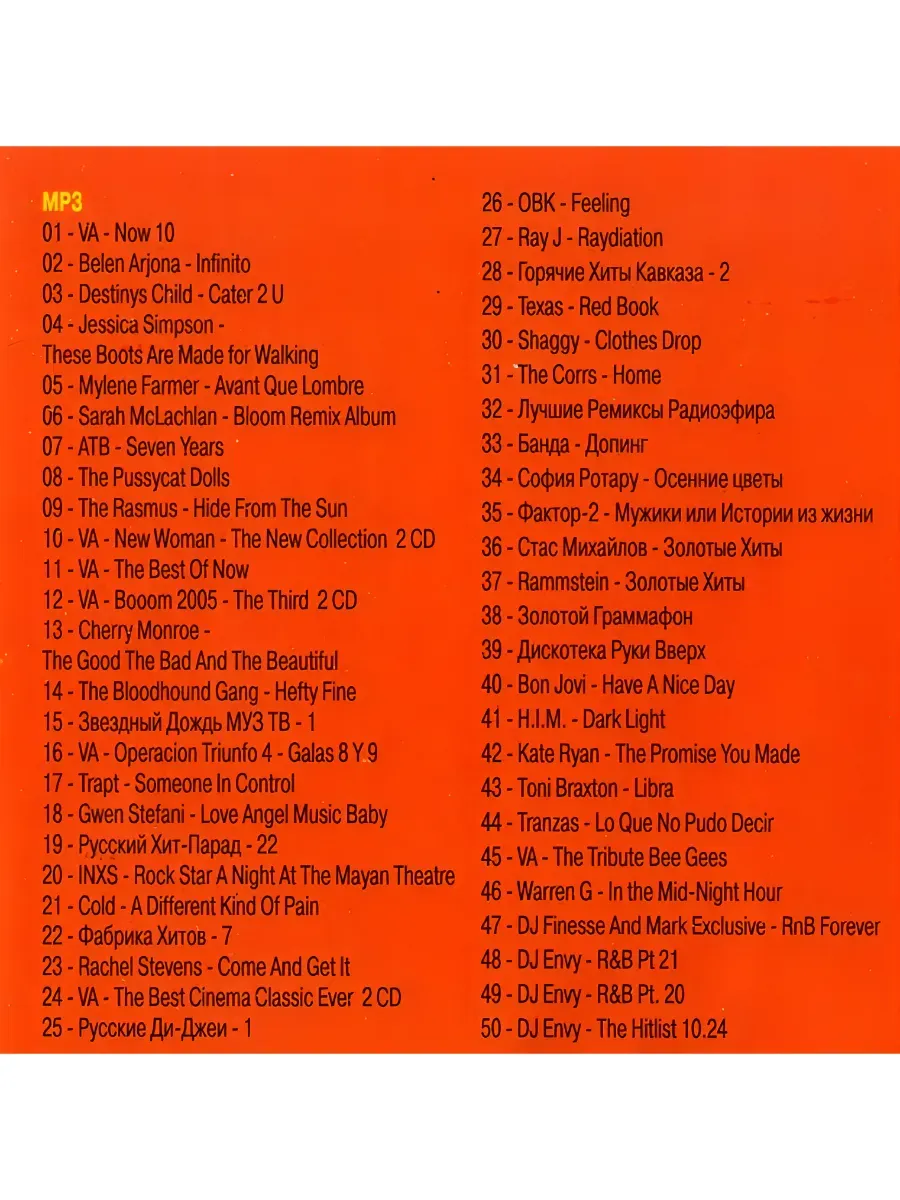 MP3
01 - VA - Now 10
02 - Belen Arjona - Infinito
03 - Destinys Child - Cater 2 U
04 - Jessica Simpson -
These Boots Are Made for Walking
05 - Mylene Farmer - Avant Que Lombre
06 - Sarah McLachlan - Bloom Remix Album
07 - ATB - Seven Years
08 - The Pussycat Dolls
09 - The Rasmus - Hide From The Sun
10 - VA - New Woman - The New Collection 2 CD
11 - VA - The Best Of Now
12 - VA - Booom 2005 - The Third 2 CD
13 - Cherry Monroe -
The Good The Bad And The Beautiful
14 - The Bloodhound Gang - Hefty Fine
15 - Звездный Дождь МУЗ ТВ - 1
16 - VA - Operacion Triunfo 4 - Galas 8 Y 9
17 - Trapt - Someone In Control
18 - Gwen Stefani - Love Angel Music Baby
19 - Русский Хит-Парад - 22
20 - INXS - Rock Star A Night At The Mayan Theatre
21 - Cold - A Different Kind Of Pain
22 - Фабрика Хитов - 7
23 - Rachel Stevens - Come And Get It
24 - VA - The Best Cinema Classic Ever 2 CD
25 - Русские Ди-Джеи - 1
26 - OBK - Feeling
27 - Ray J - Raydiation
28 - Горячие Хиты Кавказа - 2
29 - Texas - Red Book
30 - Shaggy - Clothes Drop
31 - The Corrs - Home
32 - Лучшие Ремиксы Радиоэфира
33 - Банда - Допинг
34 - София Ротару - Осенние цветы
35 - Фактор-2 - Мужики или Истории из жизни
36 - Стас Михайлов - Золотые Хиты
37 - Rammstein - Золотые Хиты
38 - Золотой Граммафон
39 - Дискотека Руки Вверх
40 - Bon Jovi - Have A Nice Day
41 - H.I.M. - Dark Light
42 - Kate Ryan - The Promise You Made
43 - Toni Braxton - Libra
44 - Tranzas - Lo Que No Pudo Decir
45 - VA - The Tribute Bee Gees
46 - Warren G - In the Mid-Night Hour
47 - DJ Finesse And Mark Exclusive - RnB Forever
48 - DJ Envy - R&B Pt 21
49 - DJ Envy - R&B Pt. 20
50 - DJ Envy - The Hitlist 10.24